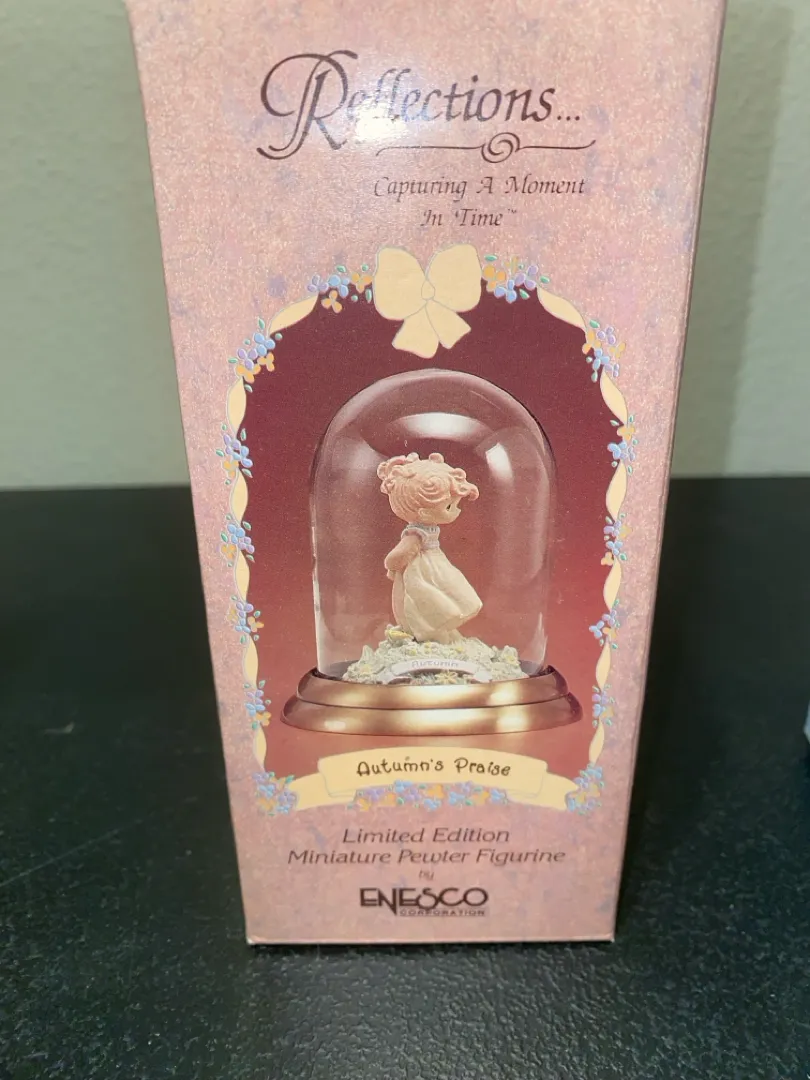 Reflections...
Capturing A Moment
In Time™
Autumn
Autumn's Praise
Limited Edition
Miniature Pewter Figurine
by
ENESCO
CORPORATION